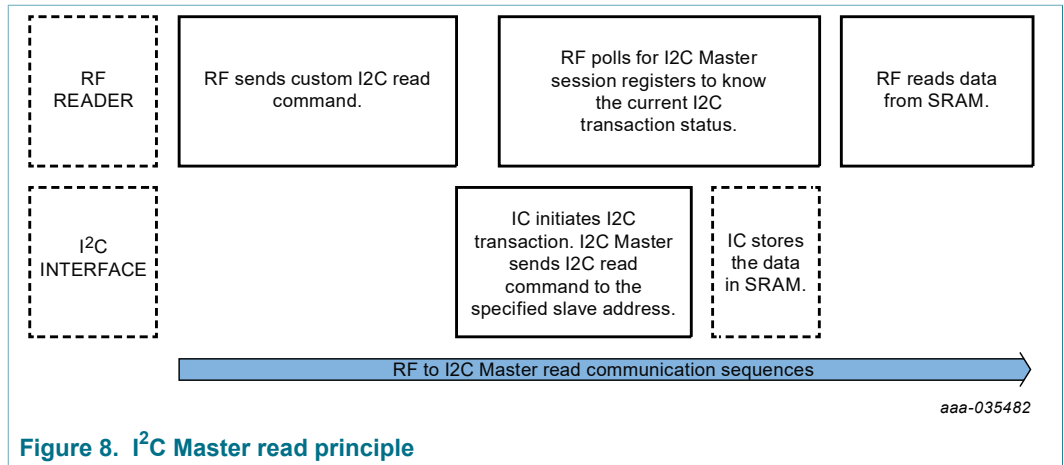 RF
READER
RF sends custom I2C read
command.
RF polls for I2C Master
session registers to know
the current I2C
transaction status.
RF reads data
from SRAM.
I2C
INTERFACE
IC initiates I2C
transaction. I2C Master
sends I2C read
command to the
specified slave address.
IC stores
the data
in SRAM.
RF to I2C Master read communication sequences
aaa-035482
Figure 8. I2C Master read principle